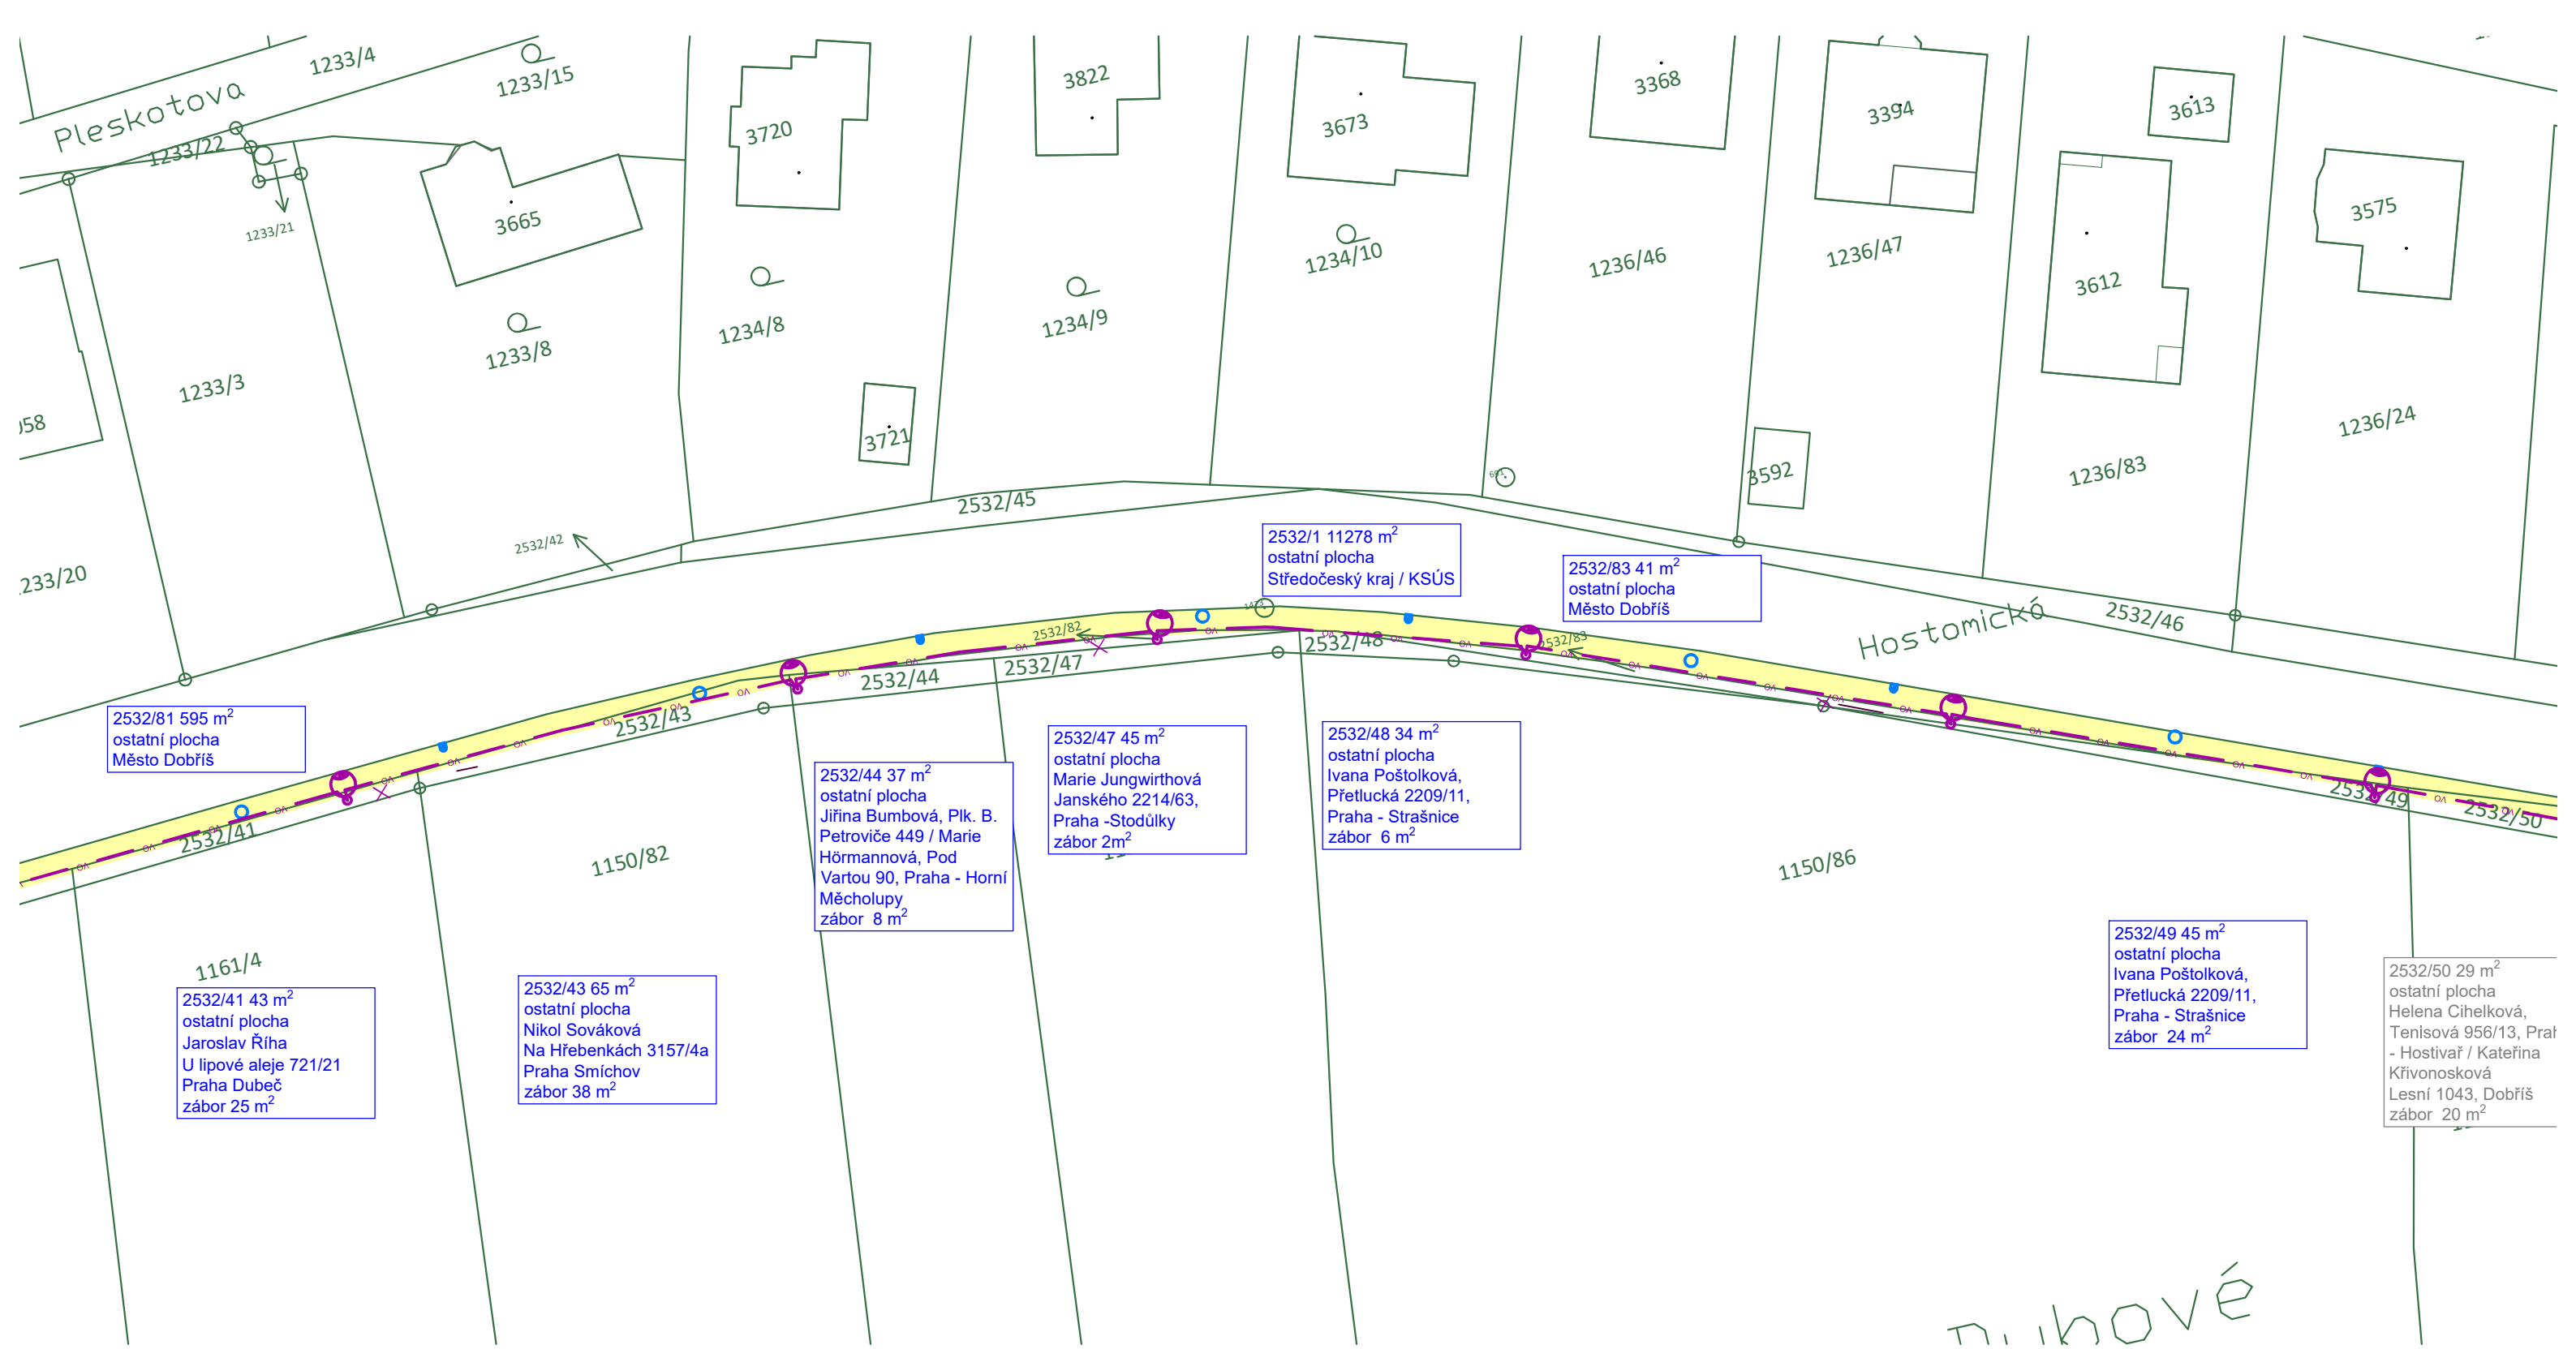 1233/4
1233/15
Pleskotova
1233/22
1233/21
3720
3822
3673
3368
3394
3613
3665
3575
3612
1234/10
1236/46
1236/47
1234/8
1234/9
1233/8
1233/3
3721
3592
1236/83
1236/24
2532/45
2532/42
2532/1 11278 m²
ostatní plocha
Středočeský kraj / KSÚS
2532/83 41 m²
ostatní plocha
Město Dobříš
Hostomická
2532/46
2532/82
2532/83
2532/48
2532/47
2532/44
2532/43
2532/41
2532/49
2532/50
2532/81 595 m²
ostatní plocha
Město Dobříš
2532/44 37 m²
ostatní plocha
Jiřina Bumbová, Plk. B.
Petroviče 449 / Marie
Hörmannová, Pod
Vartou 90, Praha - Horní
Měcholupy
zábor 8 m²
2532/47 45 m²
ostatní plocha
Marie Jungwirthová
Janského 2214/63,
Praha -Stodůlky
zábor 2m²
2532/48 34 m²
ostatní plocha
Ivana Poštolková,
Přetlucká 2209/11,
Praha - Strašnice
zábor 6 m²
1150/82
1150/86
1161/4
2532/41 43 m²
ostatní plocha
Jaroslav Říha
U lipové aleje 721/21
Praha Dubeč
zábor 25 m²
2532/43 65 m²
ostatní plocha
Nikol Sováková
Na Hřebenkách 3157/4a
Praha Smíchov
zábor 38 m²
2532/49 45 m²
ostatní plocha
Ivana Poštolková,
Přetlucká 2209/11,
Praha - Strašnice
zábor 24 m²
2532/50 29 m²
ostatní plocha
Helena Cihelková,
Tenisová 956/13,
- Hostivař / Kateřina
Křivonosková
Lesní 1043, Dobříš
zábor 20 m²